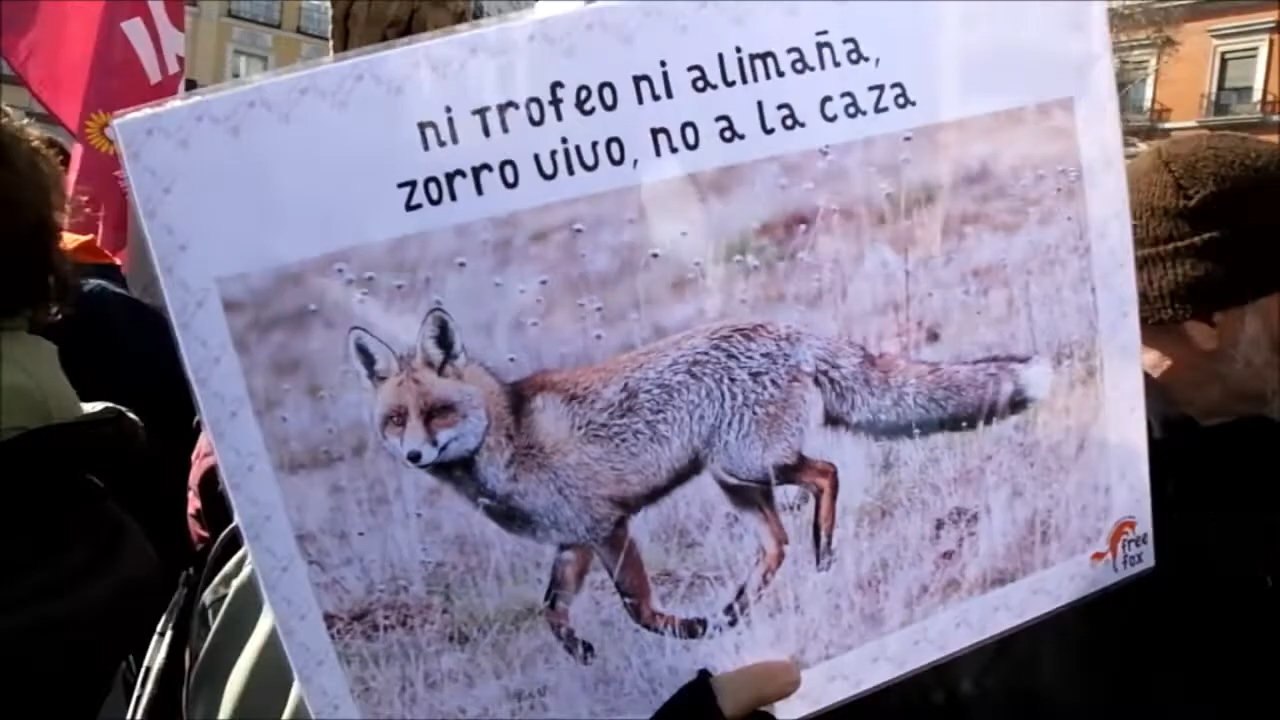 ni trofeo ni alimaña,
zorro vivo, no a la caza
free
fox